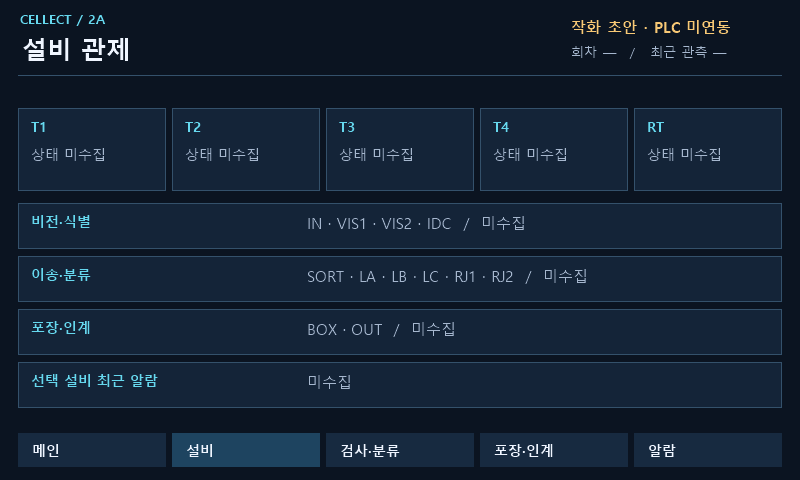 CELLECT / 2A
설비 관제
작화 초안 · PLC 미연동
회차 — / 최근 관측 —
T1
상태 미수집
T2
상태 미수집
T3
상태 미수집
T4
상태 미수집
RT
상태 미수집
비전·식별 IN · VIS1 · VIS2 · IDC / 미수집
이송·분류 SORT · LA · LB · LC · RJ1 · RJ2 / 미수집
포장·인계 BOX · OUT / 미수집
선택 설비 최근 알람 미수집
메인 설비 검사·분류 포장·인계 알람